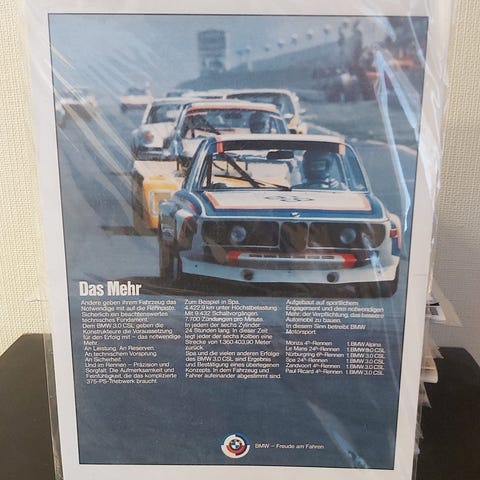 Das Mehr
Andere geben ihrem Fahrzeug das
Notwendige mit auf die Rennpiste.
Sicherlich ein beachtenswertes
technisches Fundament.
Dem BMW 3.0 CSL geben die
Konstrukteure die Voraussetzung
für den Erfolg mit – das notwendige
Mehr.
An Leistung. An Reserven.
An technischem Vorsprung
An Sicherheit
Und im Rennen – Präzision und
Sorgfalt. Die Aufmerksamkeit und
Feinfühligkeit, die das komplizierte
375-PS-Triebwerk braucht.
Zum Beispiel in Spa.
4.422,9 km unter Höchstbelastung.
Mit 9.432 Schaltvorgängen.
7.700 Zündungen pro Minute.
In jedem der sechs Zylinder
24 Stunden lang. In dieser Zeit
legt jeder der sechs Kolben eine
Strecke von 1.360.403,90 Meter
zurück.
Spa und die vielen anderen Erfolge
des BMW 3.0 CSL sind Ergebnis
und Bestätigung eines überlegenen
Konzepts. In dem Fahrzeug und
Fahrer aufeinander abgestimmt sind.
Aufgebaut auf sportlichem
Engagement und dem notwendigen
Mehr: der Verpflichtung, das bessere
Automobil zu bauen.
In diesem Sinn betreibt BMW
Motorsport.
Monza 4h-Rennen 1. BMW Alpina
Le Mans 24h-Rennen 1. BMW 3.0 CSL
Nürburgring 6h-Rennen 1. BMW 3.0 CSL
Spa 24h-Rennen 1. BMW 3.0 CSL
Zandvoort 4h-Rennen 1. BMW 3.0 CSL
Paul Ricard 4h-Rennen 1. BMW 3.0 CSL
BMW – Freude am Fahren